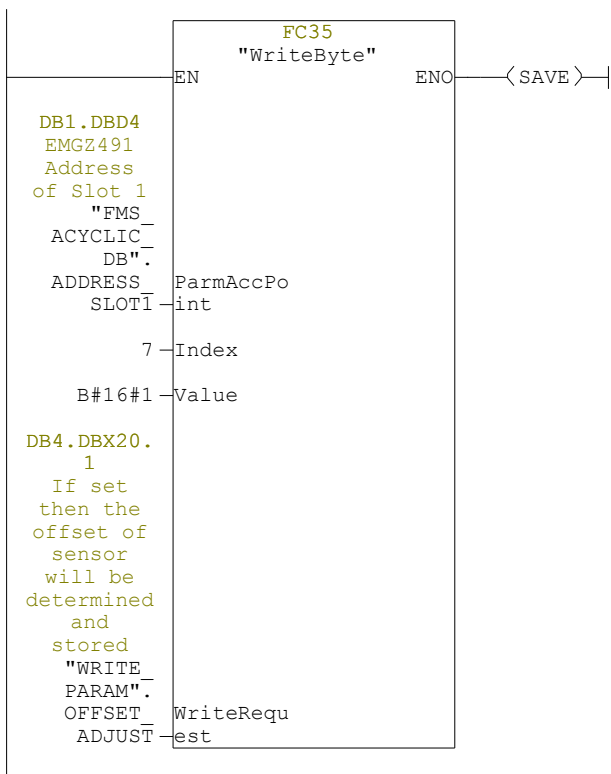 FC35
"WriteByte"
EN ENO SAVE
DB1.DBD4
EMGZ491
Address
of Slot 1
"FMS_
ACYCLIC_
DB".
ADDRESS_ ParmAccPo
SLOT1 int
7 Index
B#16#1 Value
DB4.DBX20.
1
If set
then the
offset of
sensor
will be
determined
and
stored
"WRITE_
PARAM".
OFFSET_ WriteRequ
ADJUST est